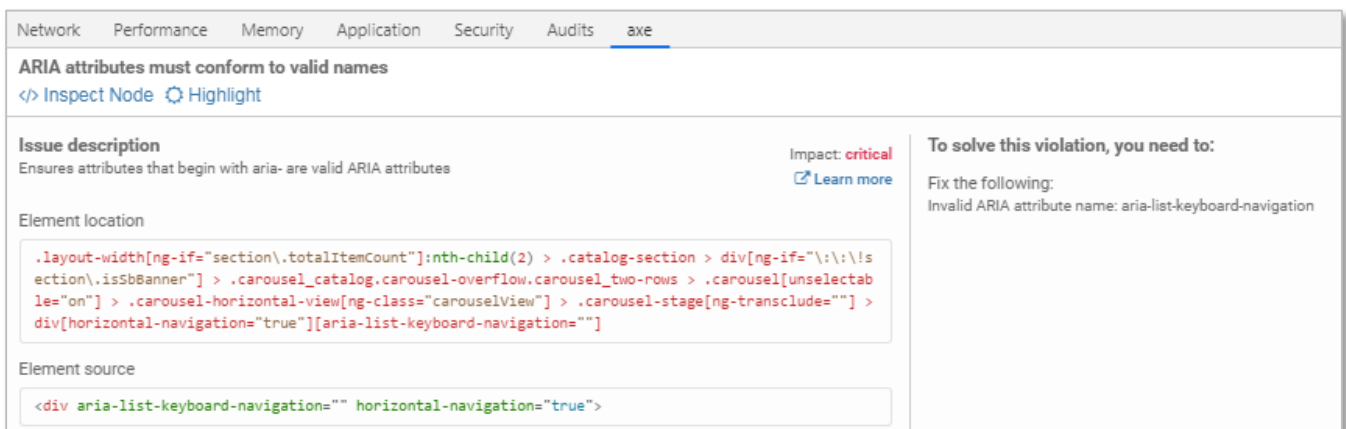 Network Performance Memory Application Security Audits axe
ARIA attributes must conform to valid names
</> Inspect Node Highlight
Issue description
Ensures attributes that begin with aria- are valid ARIA attributes
Impact: critical
Learn more
Element location
.layout-width[ng-if="section\.totalItemCount"]:nth-child(2) > .catalog-section > div[ng-if="\:\:\!s
ection\.isSbBanner"] > .carousel_catalog.carousel-overflow.carousel_two-rows > .carousel[unselectab
le="on"] > .carousel-horizontal-view[ng-class="carouselView"] > .carousel-stage[ng-transclude=""] >
div[horizontal-navigation="true"][aria-list-keyboard-navigation=""]
Element source
<div aria-list-keyboard-navigation="" horizontal-navigation="true">
To solve this violation, you need to:
Fix the following:
Invalid ARIA attribute name: aria-list-keyboard-navigation